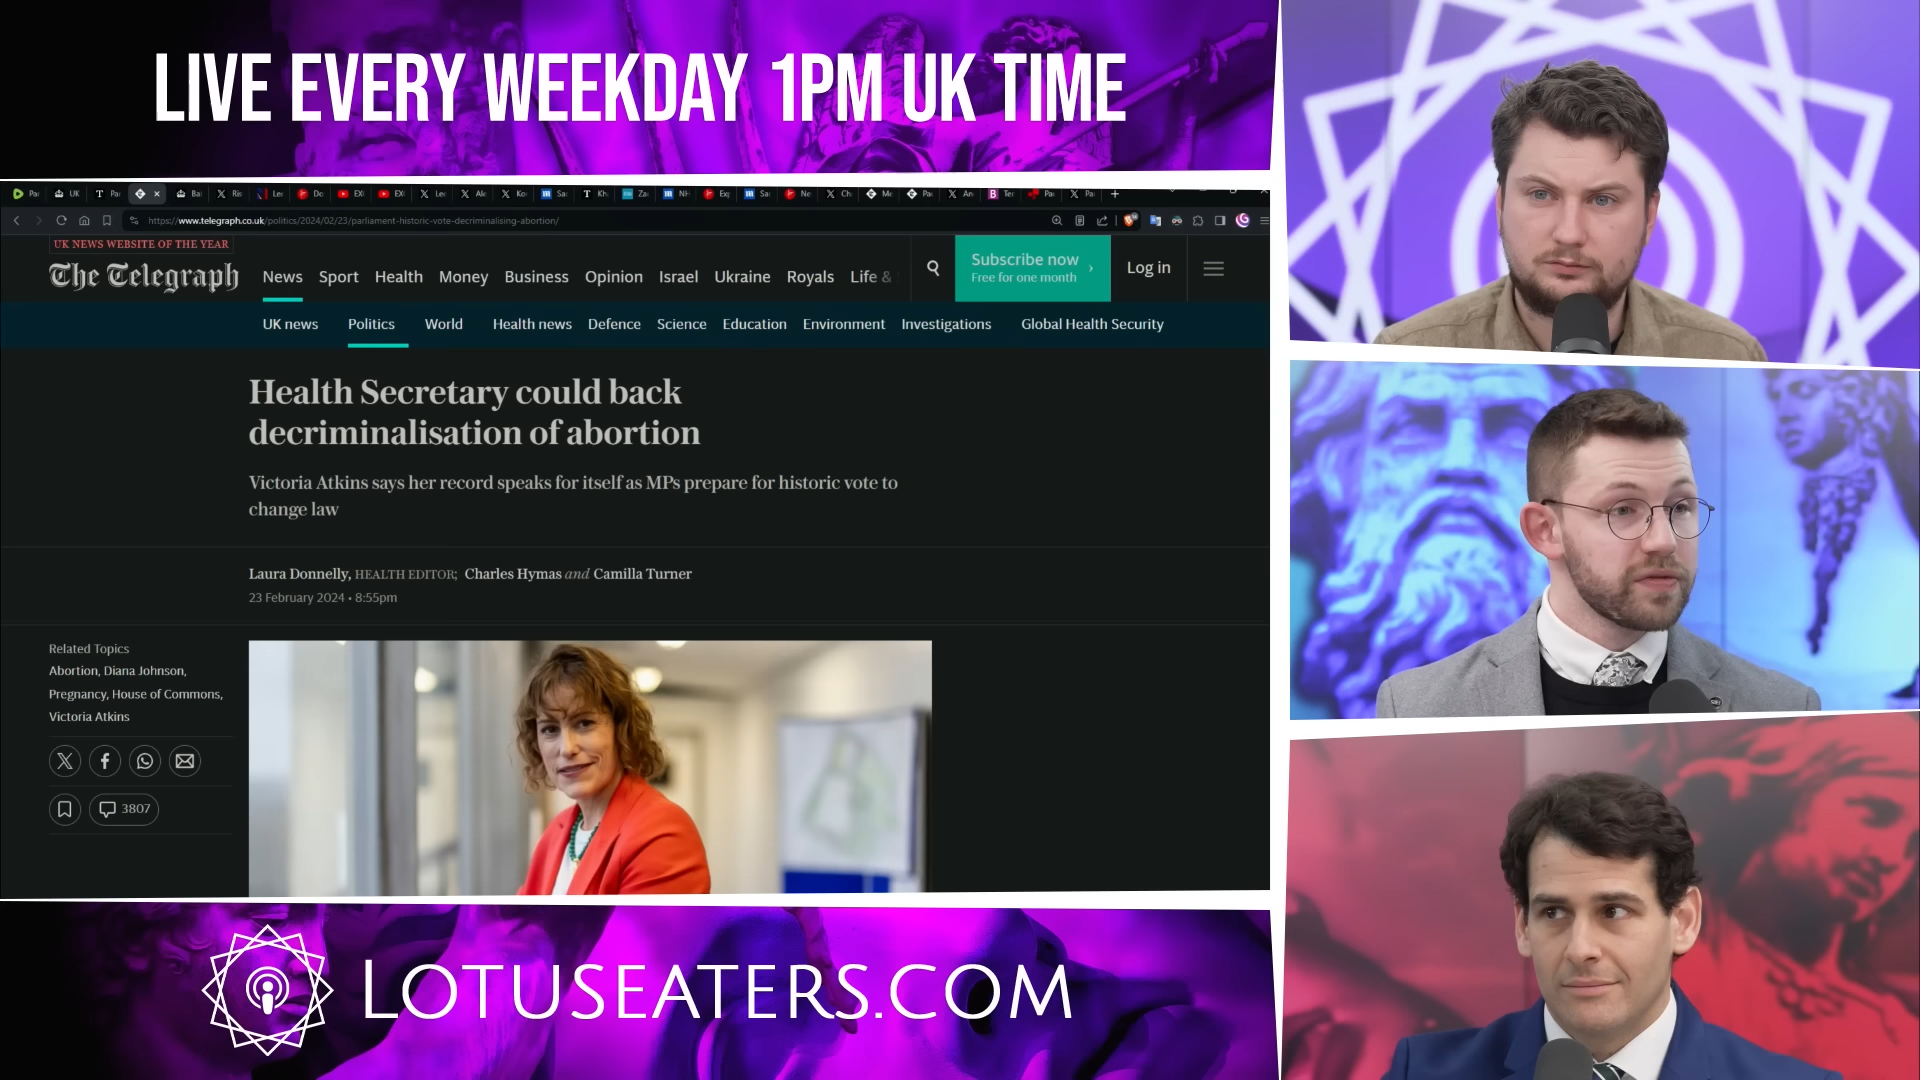 LIVE EVERY WEEKDAY 1PM UK TIME
https://www.telegraph.co.uk/politics/2024/02/23/parliament-historic-vote-decriminalising-abortion/
UK NEWS WEBSITE OF THE YEAR
The Telegraph
News Sport Health Money Business Opinion Israel Ukraine Royals Life &
Subscribe now
Free for one month
Log in
UK news Politics World Health news Defence Science Education Environment Investigations Global Health Security
Health Secretary could back
decriminalisation of abortion
Victoria Atkins says her record speaks for itself as MPs prepare for historic vote to
change law
Laura Donnelly, HEALTH EDITOR; Charles Hymas and Camilla Turner
23 February 2024 • 8:55pm
Related Topics
Abortion, Diana Johnson,
Pregnancy, House of Commons,
Victoria Atkins
3807
LOTUSEATERS.COM